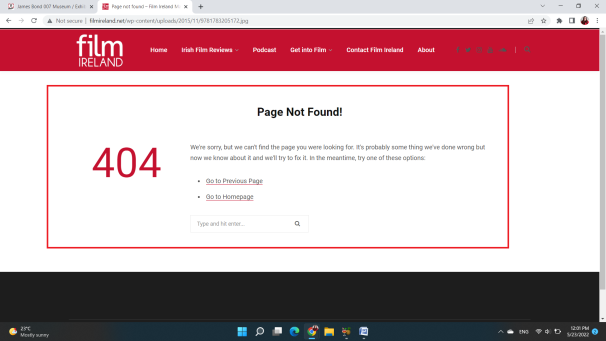 James Bond 007 Museum / Exhi
Page not found – Film Ireland M
Not secure | filmireland.net/wp-content/uploads/2015/11/9781783205172.jpg
film
IRELAND
Home
Irish Film Reviews
Podcast
Get into Film
Contact Film Ireland
About
Page Not Found!
404
We're sorry, but we can't find the page you were looking for. It's probably some thing we've done wrong but
now we know about it and we'll try to fix it. In the meantime, try one of these options:
Go to Previous Page
Go to Homepage
Type and hit enter...
23°C
Mostly sunny
ENG
12:01 PM
5/23/2022